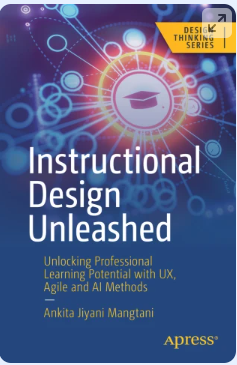 DESIGN
THINKING
SERIES
Instructional
Design
Unleashed
Unlocking Professional
Learning Potential with UX,
Agile and AI Methods
Ankita Jiyani Mangtani
Apress®